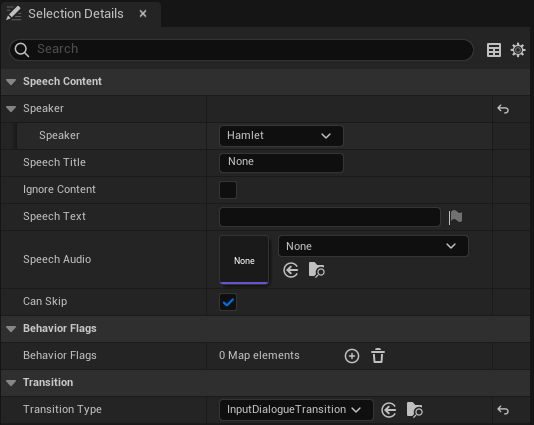 Selection Details
Search
Speech Content
Speaker
Speaker Hamlet
Speech Title None
Ignore Content
Speech Text
Speech Audio None None
Can Skip
Behavior Flags
Behavior Flags 0 Map elements
Transition
Transition Type InputDialogueTransition